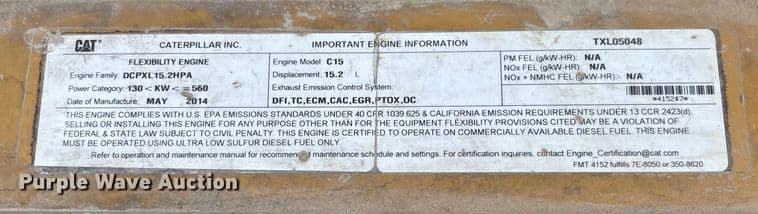 CAT CATERPILLAR INC. IMPORTANT ENGINE INFORMATION TXL05048
FLEXIBILITY ENGINE Engine Model: C15 PM FEL (g/kW-HR): N/A
Engine Family: DCPXL15.2HPA Displacement: 15.2 L NOx FEL (g/kW-HR): N/A
Power Category: 130 < KW < = 560 Exhaust Emission Control System: NOx + NMHC FEL (g/kW-HR): N/A
Date of Manufacture: MAY 2014 DFI,TC,ECM,CAC,EGR,PTOX,OC
THIS ENGINE COMPLIES WITH U.S. EPA EMISSIONS STANDARDS UNDER 40 CFR 1039.625 & CALIFORNIA EMISSION REQUIREMENTS UNDER 13 CCR 2423(d).
SELLING OR INSTALLING THIS ENGINE FOR ANY PURPOSE OTHER THAN FOR THE EQUIPMENT FLEXIBILITY PROVISIONS CITED MAY BE A VIOLATION OF
FEDERAL & STATE LAW SUBJECT TO CIVIL PENALTY. THIS ENGINE IS CERTIFIED TO OPERATE ON COMMERCIALLY AVAILABLE DIESEL FUEL. THIS ENGINE
MUST BE OPERATED USING ULTRA LOW SULFUR DIESEL FUEL ONLY
Refer to operation and maintenance manual for recommended maintenance schedule and settings. For certification inquiries, contact Engine_Certification@cat.com
FMT 4152 fulfills 7E-8050 or 350-8620
Purple Wave Auction